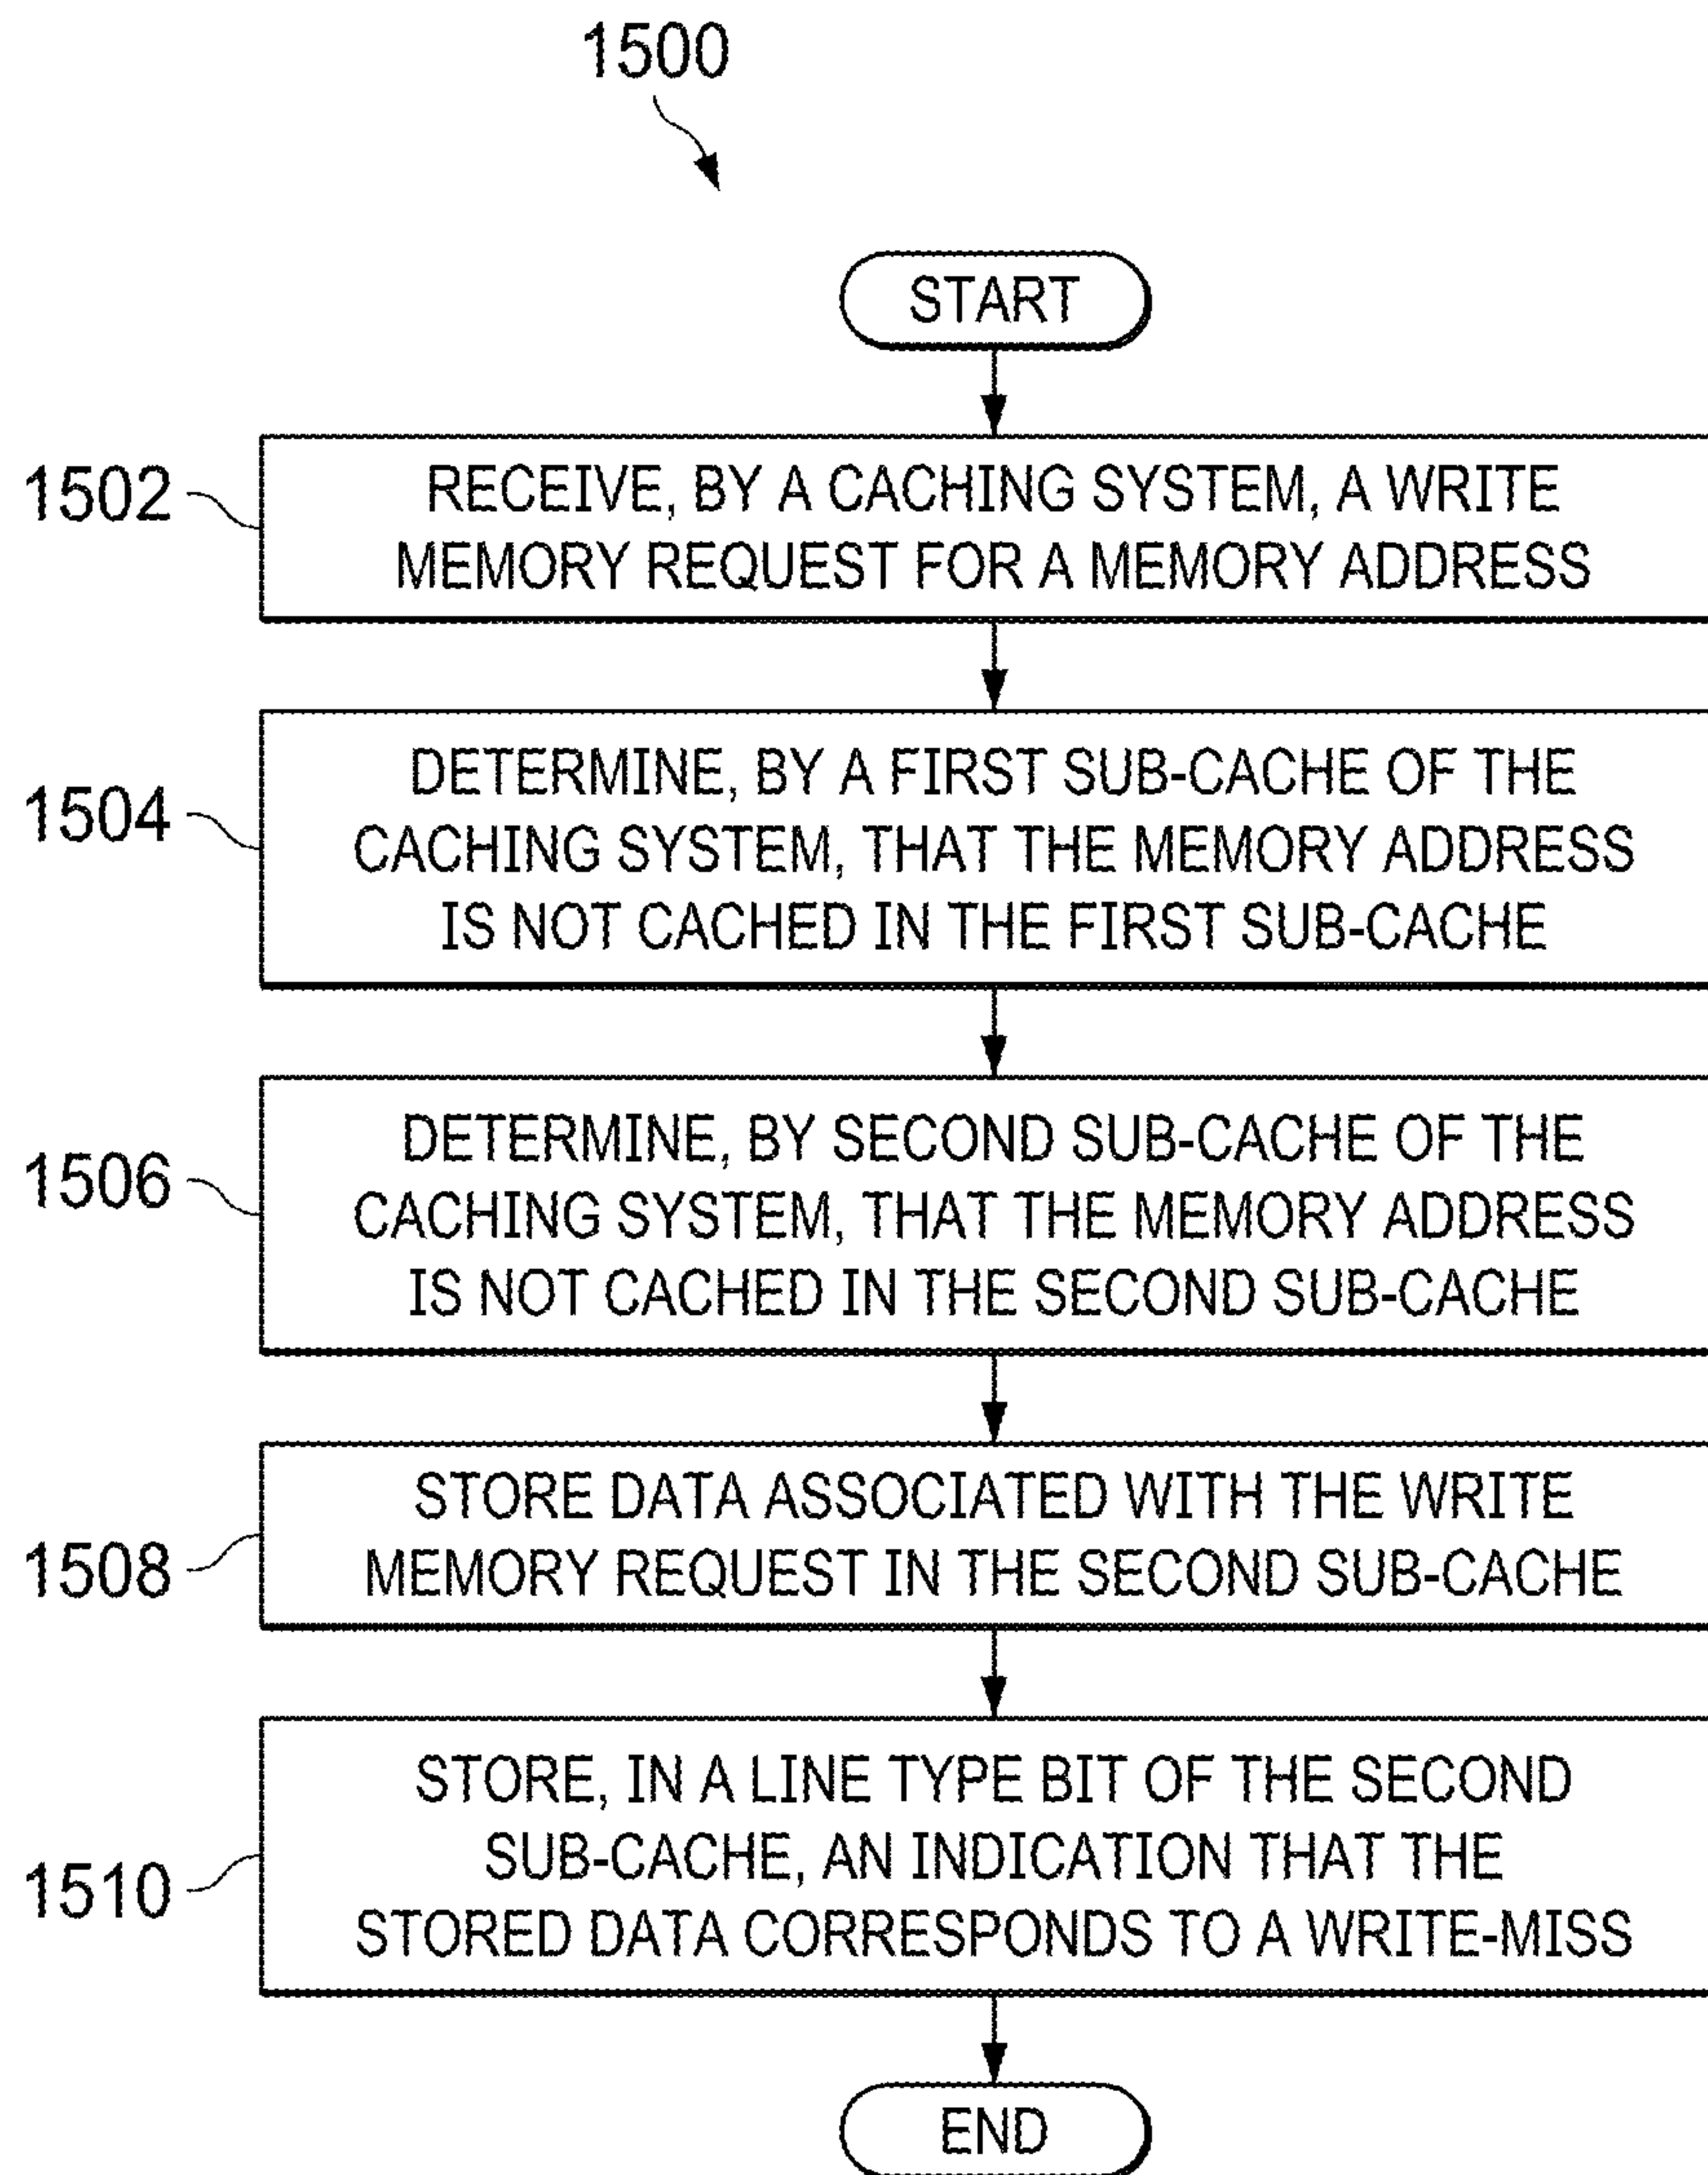 1500
START
1502
RECEIVE, BY A CACHING SYSTEM, A WRITE
MEMORY REQUEST FOR A MEMORY ADDRESS
1504
DETERMINE, BY A FIRST SUB-CACHE OF THE
CACHING SYSTEM, THAT THE MEMORY ADDRESS
IS NOT CACHED IN THE FIRST SUB-CACHE
1506
DETERMINE, BY SECOND SUB-CACHE OF THE
CACHING SYSTEM, THAT THE MEMORY ADDRESS
IS NOT CACHED IN THE SECOND SUB-CACHE
1508
STORE DATA ASSOCIATED WITH THE WRITE
MEMORY REQUEST IN THE SECOND SUB-CACHE
1510
STORE, IN A LINE TYPE BIT OF THE SECOND
SUB-CACHE, AN INDICATION THAT THE
STORED DATA CORRESPONDS TO A WRITE-MISS
END